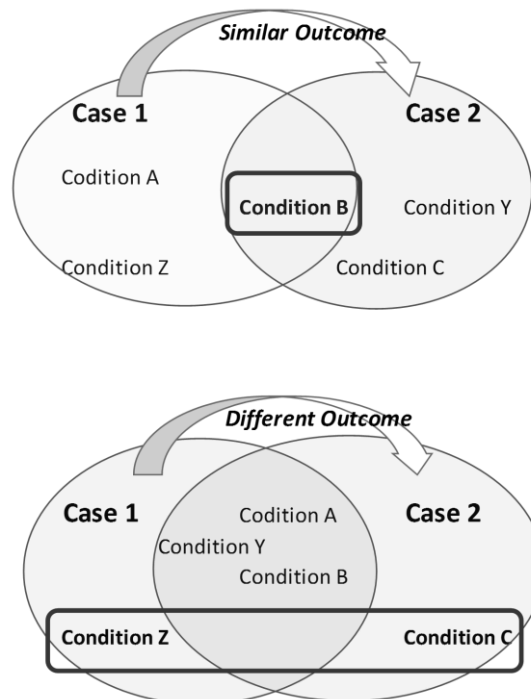 Similar Outcome
Case 1
Case 2
Codition A
Condition B
Condition Y
Condition Z
Condition C
Different Outcome
Case 1
Case 2
Codition A
Condition Y
Condition B
Condition Z
Condition C